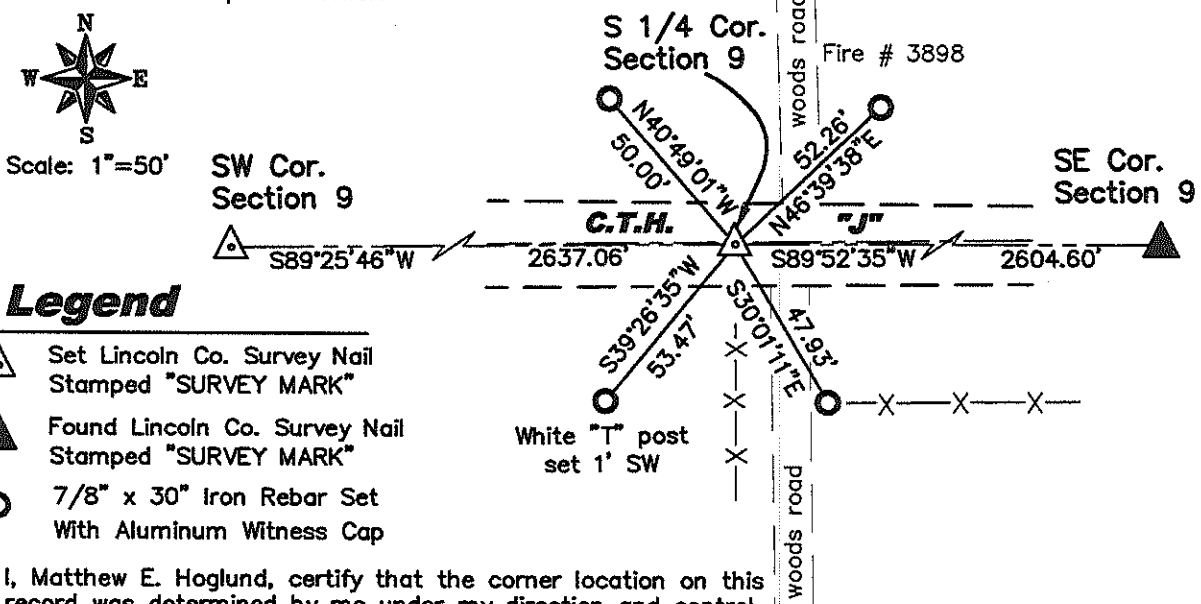 N
W E
S
Scale: 1"=50'
S 1/4 Cor.
Section 9
woods road
Fire # 3898
N40°49'01"W
50.00'
52.26'
N46°39'38"E
SW Cor.
Section 9
SE Cor.
Section 9
C.T.H. "J"
S89°25'46"W
2637.06'
S89°52'35"W
2604.60'
S39°26'35"W
53.47'
47.93'
S30°01'11"E
X
X
X
X X X
White "T" post
set 1' SW
woods road
Legend
Set Lincoln Co. Survey Nail
Stamped "SURVEY MARK"
Found Lincoln Co. Survey Nail
Stamped "SURVEY MARK"
7/8" x 30" Iron Rebar Set
With Aluminum Witness Cap
I, Matthew E. Hoglund, certify that the corner location on this
record was determined by me under my direction and control